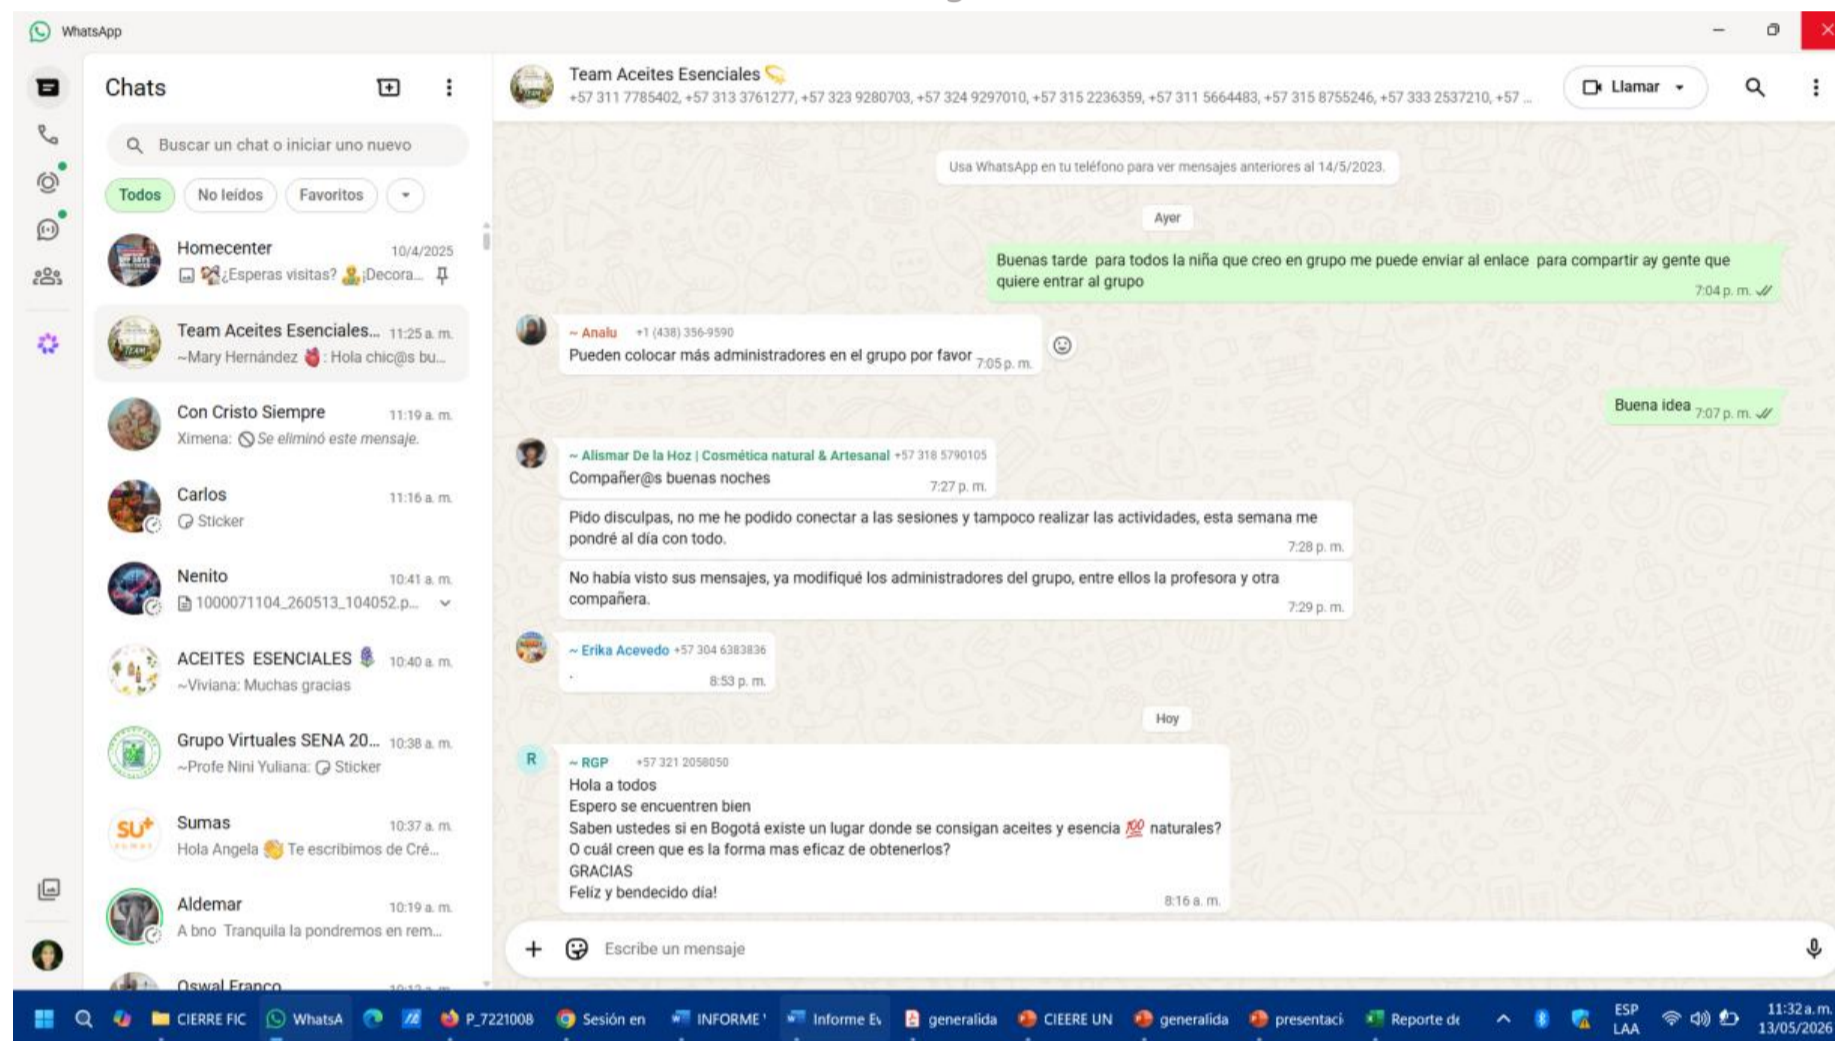 WhatsApp
Chats
Buscar un chat o iniciar uno nuevo
Todos
No leídos
Favoritos
Homecenter
10/4/2025
¿Esperas visitas? ¡Decora...
Team Aceites Esenciales...
11:25 a. m.
~Mary Hernández 🫀: Hola chic@s bu...
Con Cristo Siempre
11:19 a. m.
Ximena: Se eliminó este mensaje.
Carlos
11:16 a. m.
Sticker
Nenito
10:41 a. m.
1000071104_260513_104052.p...
ACEITES ESENCIALES
10:40 a. m.
~Viviana: Muchas gracias
Grupo Virtuales SENA 20...
10:38 a. m.
~Profe Nini Yuliana: Sticker
SU+
sumas
Sumas
10:37 a. m.
Hola Angela 👏 Te escribimos de Cré...
Aldemar
10:19 a. m.
A bno Tranquila la pondremos en rem...
Oswal Franco
Team Aceites Esenciales 💫
+57 311 7785402, +57 313 3761277, +57 323 9280703, +57 324 9297010, +57 315 2236359, +57 311 5664483, +57 315 8755246, +57 333 2537210, +57 ...
Llamar
Usa WhatsApp en tu teléfono para ver mensajes anteriores al 14/5/2023.
Ayer
Buenas tarde para todos la niña que creo en grupo me puede enviar al enlace para compartir ay gente que
quiere entrar al grupo
7:04 p. m.
~ Analu +1 (438) 356-9590
Pueden colocar más administradores en el grupo por favor
7:05 p. m.
Buena idea
7:07 p. m.
~ Alismar De la Hoz | Cosmética natural & Artesanal +57 318 5790105
Compañer@s buenas noches
7:27 p. m.
Pido disculpas, no me he podido conectar a las sesiones y tampoco realizar las actividades, esta semana me
pondré al día con todo.
7:28 p. m.
No había visto sus mensajes, ya modifiqué los administradores del grupo, entre ellos la profesora y otra
compañera.
7:29 p. m.
~ Erika Acevedo +57 304 6383836
.
8:53 p. m.
Hoy
R
~ RGP +57 321 2058050
Hola a todos
Espero se encuentren bien
Saben ustedes si en Bogotá existe un lugar donde se consigan aceites y esencia 💯 naturales?
O cuál creen que es la forma mas eficaz de obtenerlos?
GRACIAS
Felíz y bendecido día!
8:16 a. m.
Escribe un mensaje
CIERRE FIC
WhatsA
P_7221008
Sesión en
INFORME
Informe Ev
generalida
CIEERE UN
generalida
presentaci
Reporte de
ESP
LAA
11:32 a.m.
13/05/2026